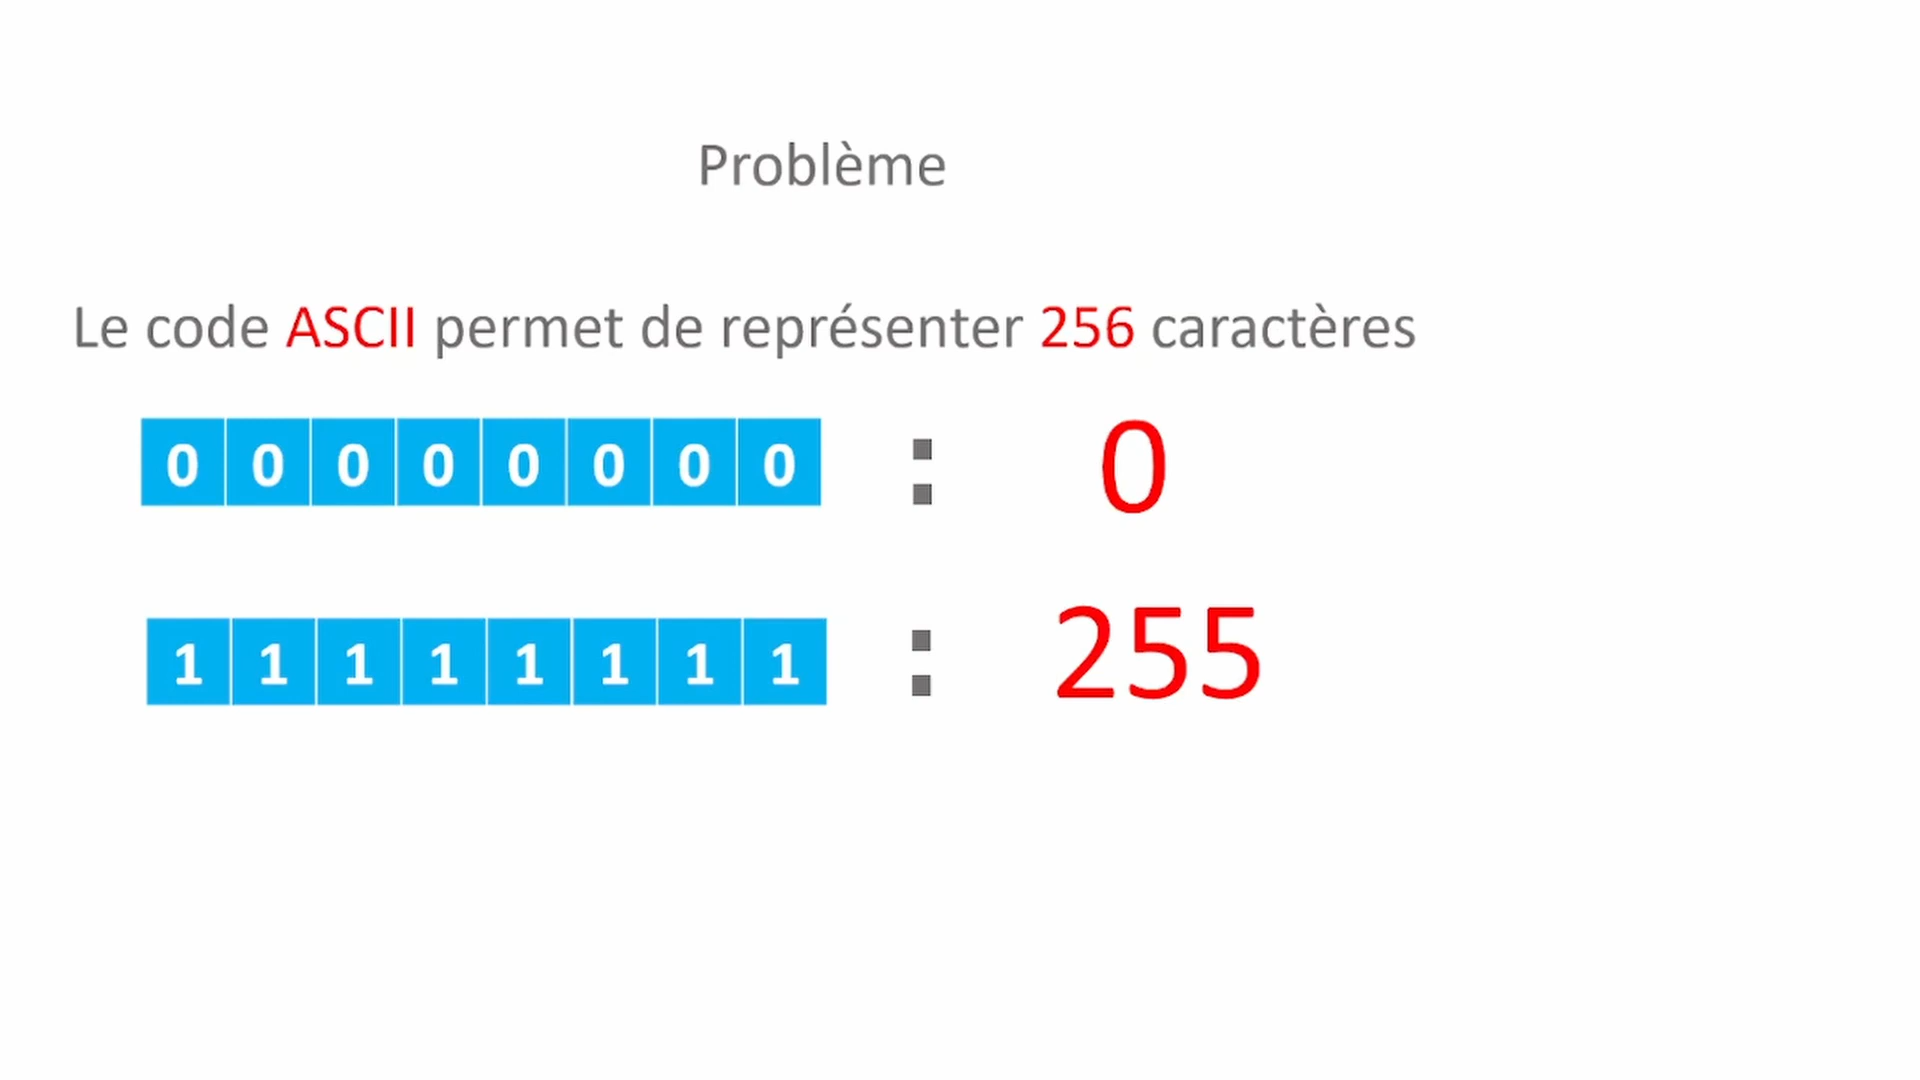 Problème
Le code ASCII permet de représenter 256 caractères
0 0 0 0 0 0 0 0 : 0
1 1 1 1 1 1 1 1 : 255